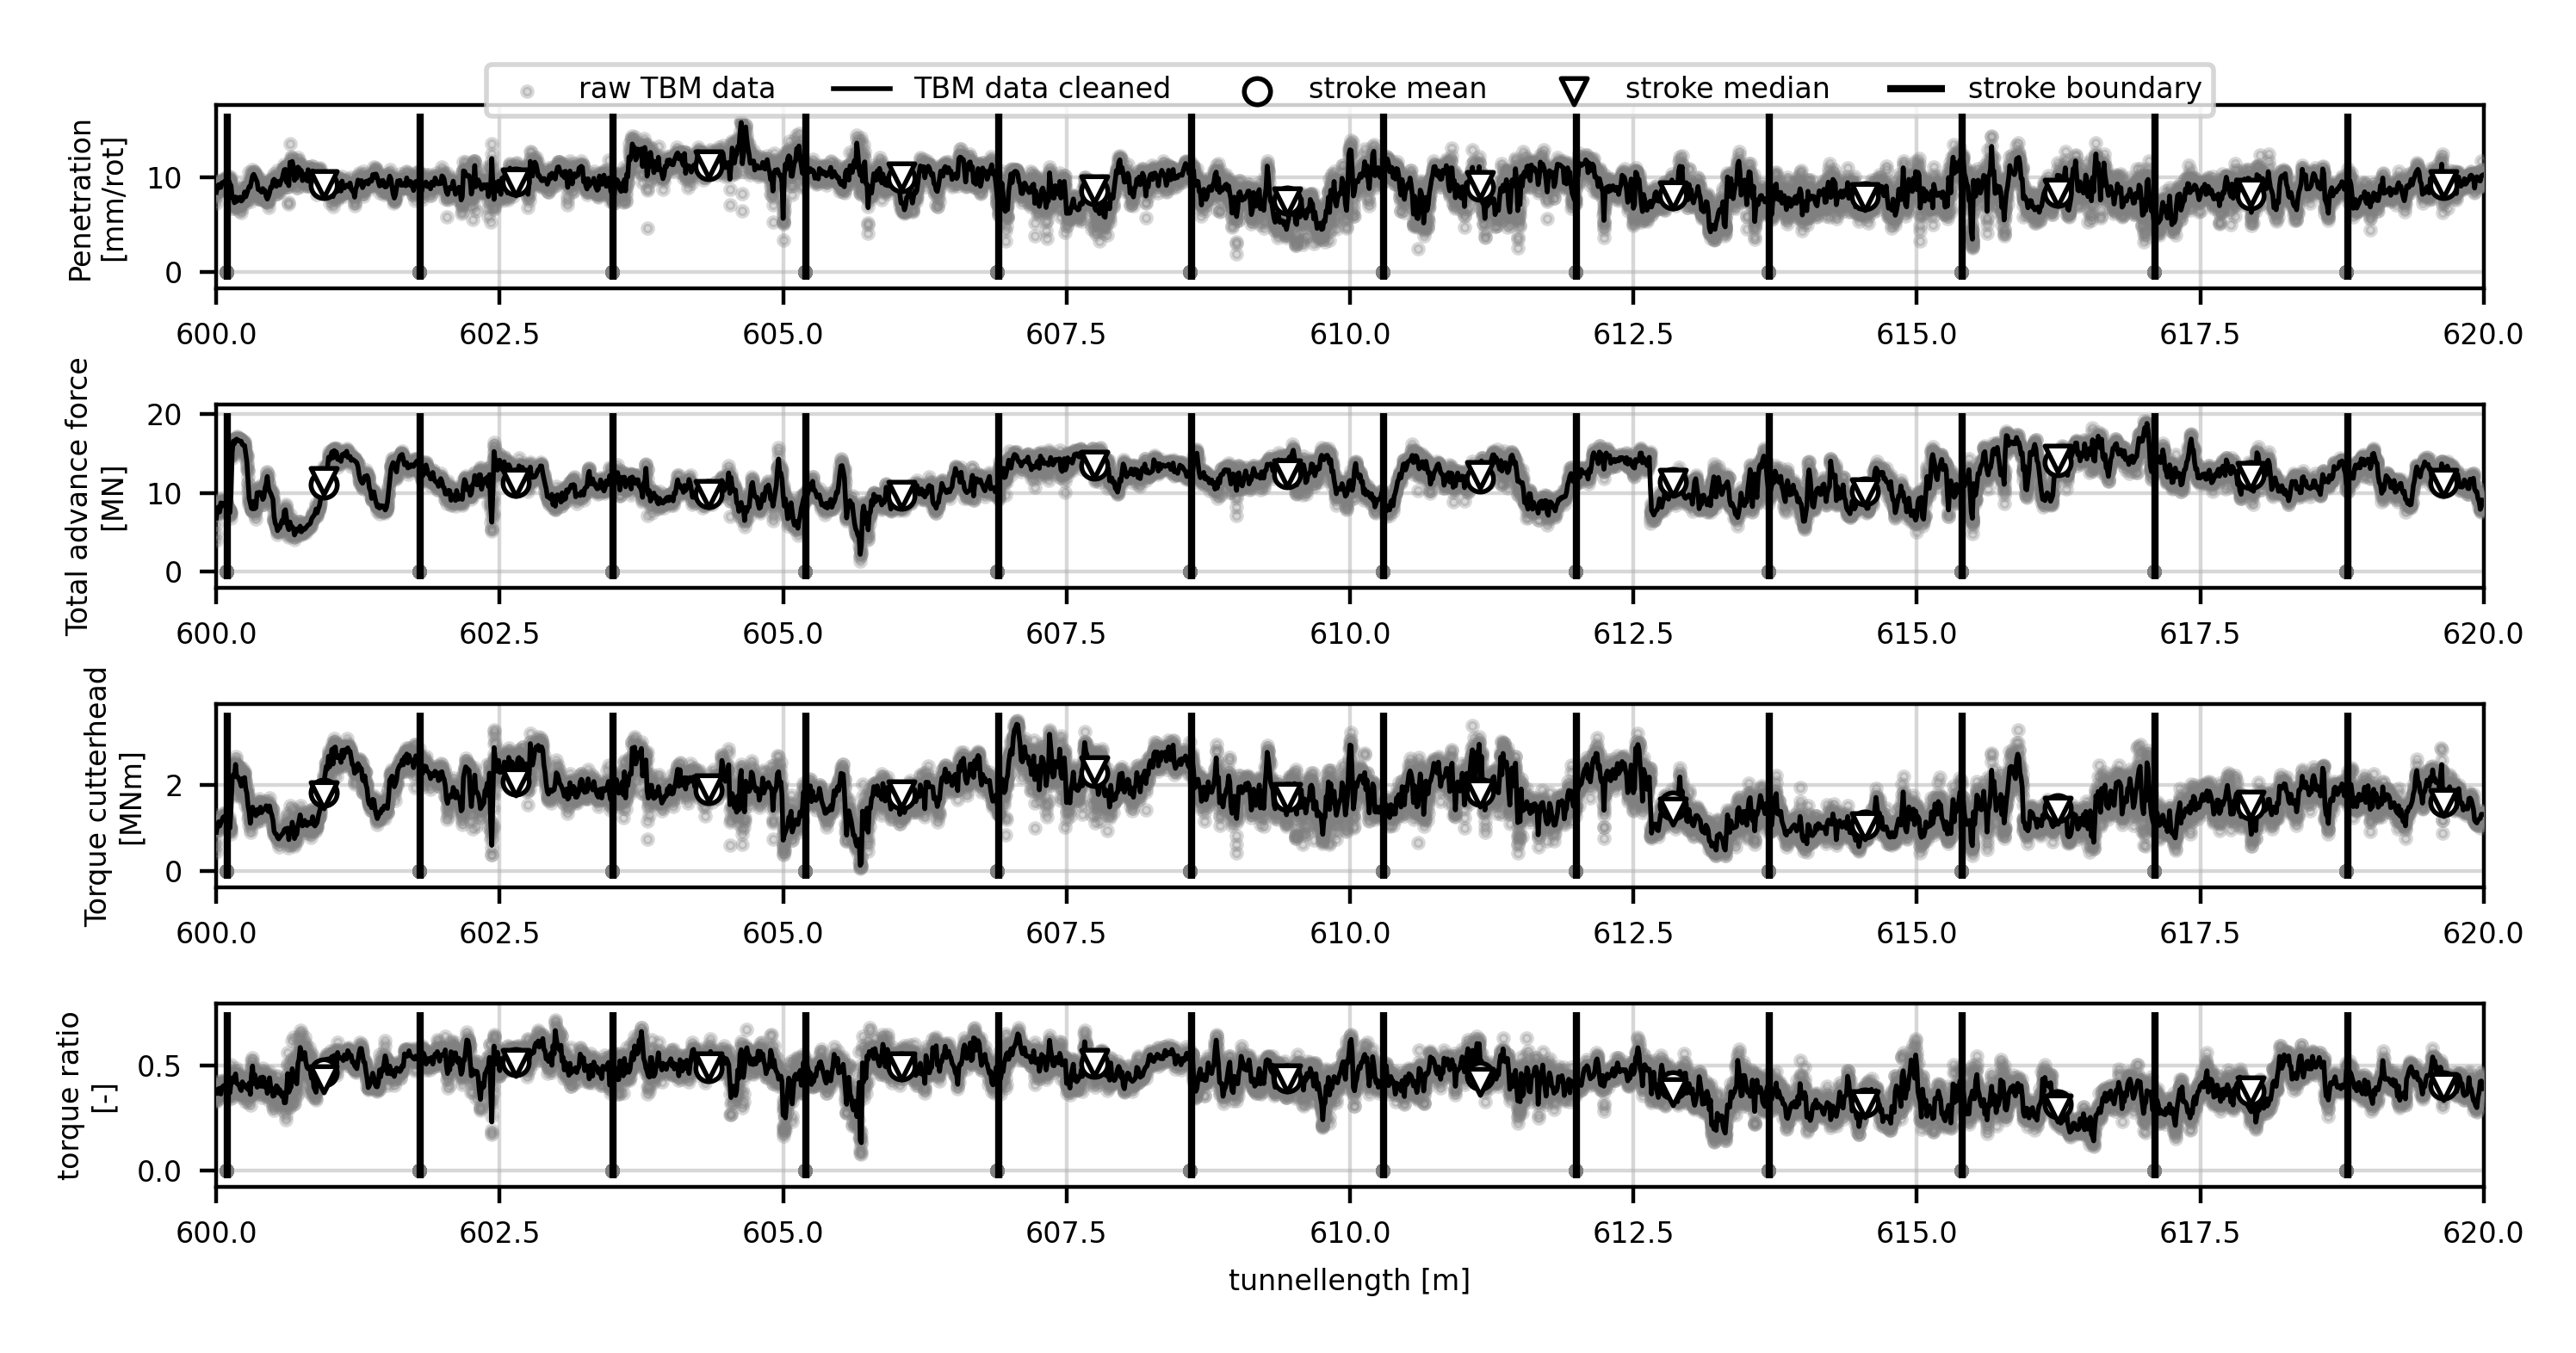 raw TBM data TBM data cleaned stroke mean stroke median stroke boundary
Penetration
[mm/rot]
10
0
600.0 602.5 605.0 607.5 610.0 612.5 615.0 617.5 620.0
Total advance force
[MN]
20
10
0
600.0 602.5 605.0 607.5 610.0 612.5 615.0 617.5 620.0
Torque cutterhead
[MNm]
2
0
600.0 602.5 605.0 607.5 610.0 612.5 615.0 617.5 620.0
torque ratio
[-]
0.5
0.0
600.0 602.5 605.0 607.5 610.0 612.5 615.0 617.5 620.0
tunnellength [m]